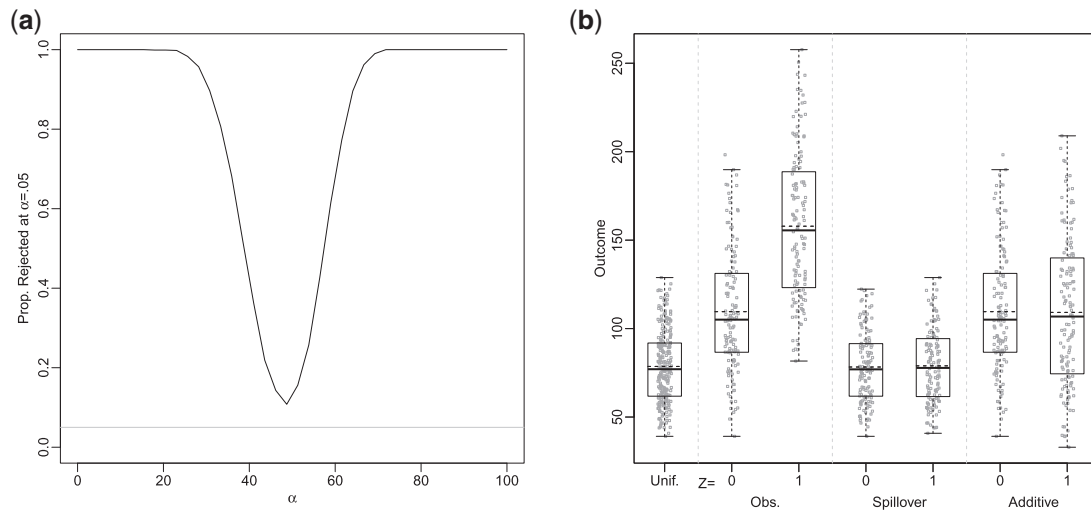 (a)
Prop. Rejected at α=.05
1.0
0.8
0.6
0.4
0.2
0.0
0 20 40 60 80 100
α
(b)
Outcome
250
200
150
100
50
Unif. Z= 0 1 0 1 0 1
Obs. Spillover Additive